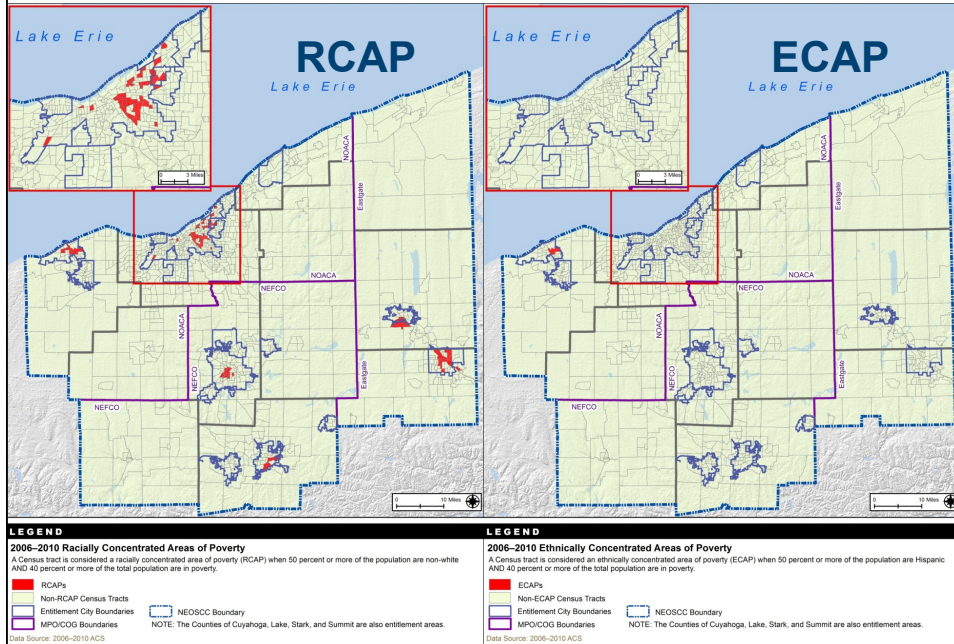 Lake Erie
RCAP
Lake Erie
0 3 Miles
NOACA
Eastgate
NOACA
NEFCO
NOACA
NEFCO
Eastgate
NEFCO
0 10 Miles
LEGEND
2006–2010 Racially Concentrated Areas of Poverty
A Census tract is considered a racially concentrated area of poverty (RCAP) when 50 percent or more of the population are non-white
AND 40 percent or more of the total population are in poverty.
RCAPs
Non-RCAP Census Tracts
Entitlement City Boundaries NEOSCC Boundary
MPO/COG Boundaries NOTE: The Counties of Cuyahoga, Lake, Stark, and Summit are also entitlement areas.
Data Source: 2006–2010 ACS
Lake Erie
ECAP
Lake Erie
0 3 Miles
NOACA
Eastgate
NOACA
NEFCO
NOACA
NEFCO
Eastgate
NEFCO
0 10 Miles
LEGEND
2006–2010 Ethnically Concentrated Areas of Poverty
A Census tract is considered an ethnically concentrated area of poverty (ECAP) when 50 percent or more of the population are Hispanic
AND 40 percent or more of the total population are in poverty.
ECAPs
Non-ECAP Census Tracts
Entitlement City Boundaries NEOSCC Boundary
MPO/COG Boundaries NOTE: The Counties of Cuyahoga, Lake, Stark, and Summit are also entitlement areas.
Data Source: 2006–2010 ACS